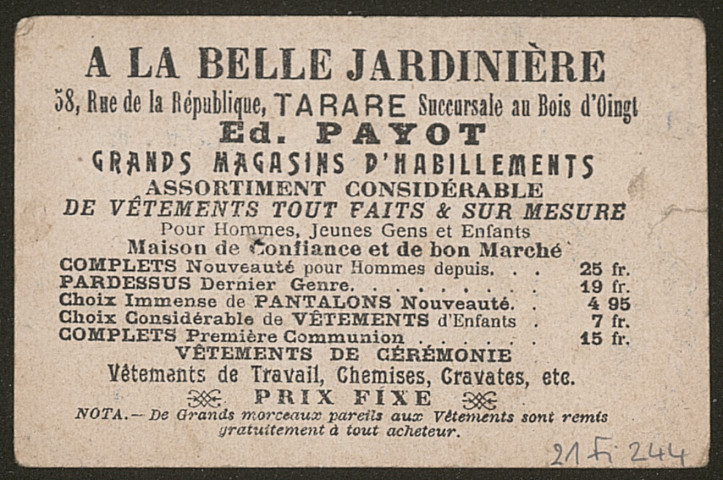 A LA BELLE JARDINIÈRE
58, Rue de la République, TARARE Succursale au Bois d'Oingt
Ed. PAYOT
GRANDS MAGASINS D'HABILLEMENTS
ASSORTIMENT CONSIDÉRABLE
DE VÊTEMENTS TOUT FAITS & SUR MESURE
Pour Hommes, Jeunes Gens et Enfants
Maison de Confiance et de bon Marché
COMPLETS Nouveauté pour Hommes depuis. . . 25 fr.
PARDESSUS Dernier Genre. . . . . . . . . 19 fr.
Choix Immense de PANTALONS Nouveauté. . 4 95
Choix Considérable de VÊTEMENTS d'Enfants . 7 fr.
COMPLETS Première Communion . . . . . . 15 fr.
VÊTEMENTS DE CÉRÉMONIE
Vêtements de Travail, Chemises, Cravates, etc.
PRIX FIXE
NOTA. — De Grands morceaux pareils aux Vêtements sont remis
gratuitement à tout acheteur.
21 Fi 244